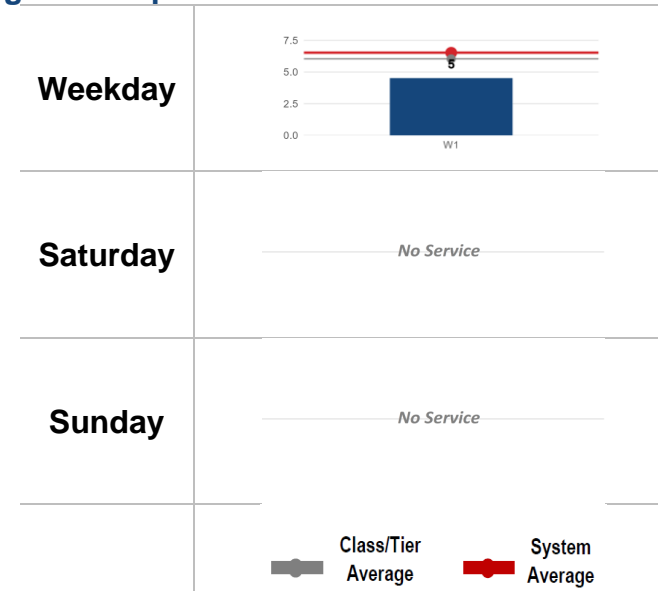 Weekday
7.5
5.0
2.5
0.0
5
W1
Saturday
No Service
Sunday
No Service
Class/Tier
Average
System
Average